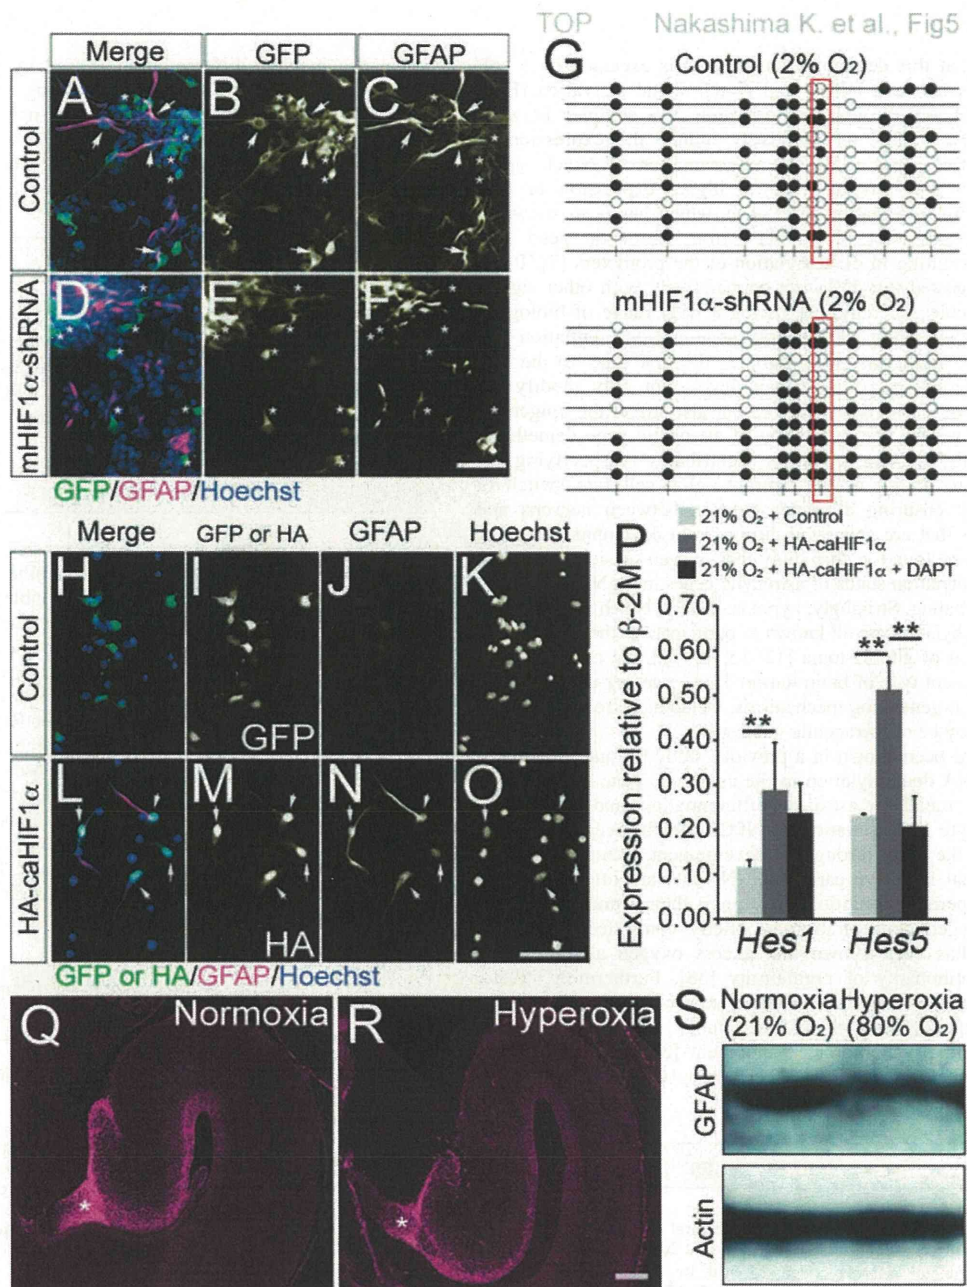 TOP Nakashima K. et al., Fig5
Merge GFP GFAP
Control
A B C
mHIF1α-shRNA
D E F
GFP/GFAP/Hoechst
G
Control (2% O₂)
mHIF1α-shRNA (2% O₂)
Merge GFP or HA GFAP Hoechst
Control
H I J K
GFP
HA-caHIF1α
L M N O
HA
GFP or HA/GFAP/Hoechst
P
21% O₂ + Control
21% O₂ + HA-caHIF1α
21% O₂ + HA-caHIF1α + DAPT
Expression relative to β-2M
0.70
0.60
0.50
0.40
0.30
0.20
0.10
0.00
**
**
**
Hes1 Hes5
Q Normoxia
*
R Hyperoxia
*
S
Normoxia Hyperoxia
(21% O₂) (80% O₂)
GFAP
Actin